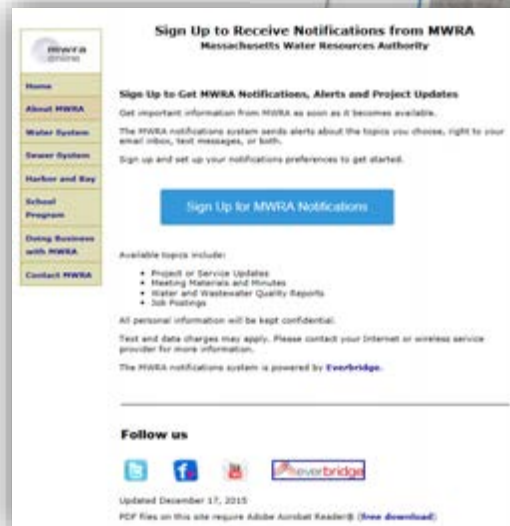 Sign Up to Receive Notifications from MWRA
Massachusetts Water Resources Authority
mwra
online
Home
About MWRA
Water System
Sewer System
Harbor and Bay
School
Program
Doing Business
with MWRA
Contact MWRA
Sign Up to Get MWRA Notifications, Alerts and Project Updates
Get important information from MWRA as soon as it becomes available.
The MWRA notifications system sends alerts about the topics you choose, right to your
email inbox, text messages, or both.
Sign up and set up your notifications preferences to get started.
Sign Up for MWRA Notifications
Available topics include:
• Project or Service Updates
• Meeting Materials and Minutes
• Water and Wastewater Quality Reports
• Job Postings
All personal information will be kept confidential.
Text and data charges may apply. Please contact your Internet or wireless service
provider for more information.
The MWRA notifications system is powered by Everbridge.
Follow us
You
everbridge
Updated December 17, 2015
PDF files on this site require Adobe Acrobat Reader® (free download)